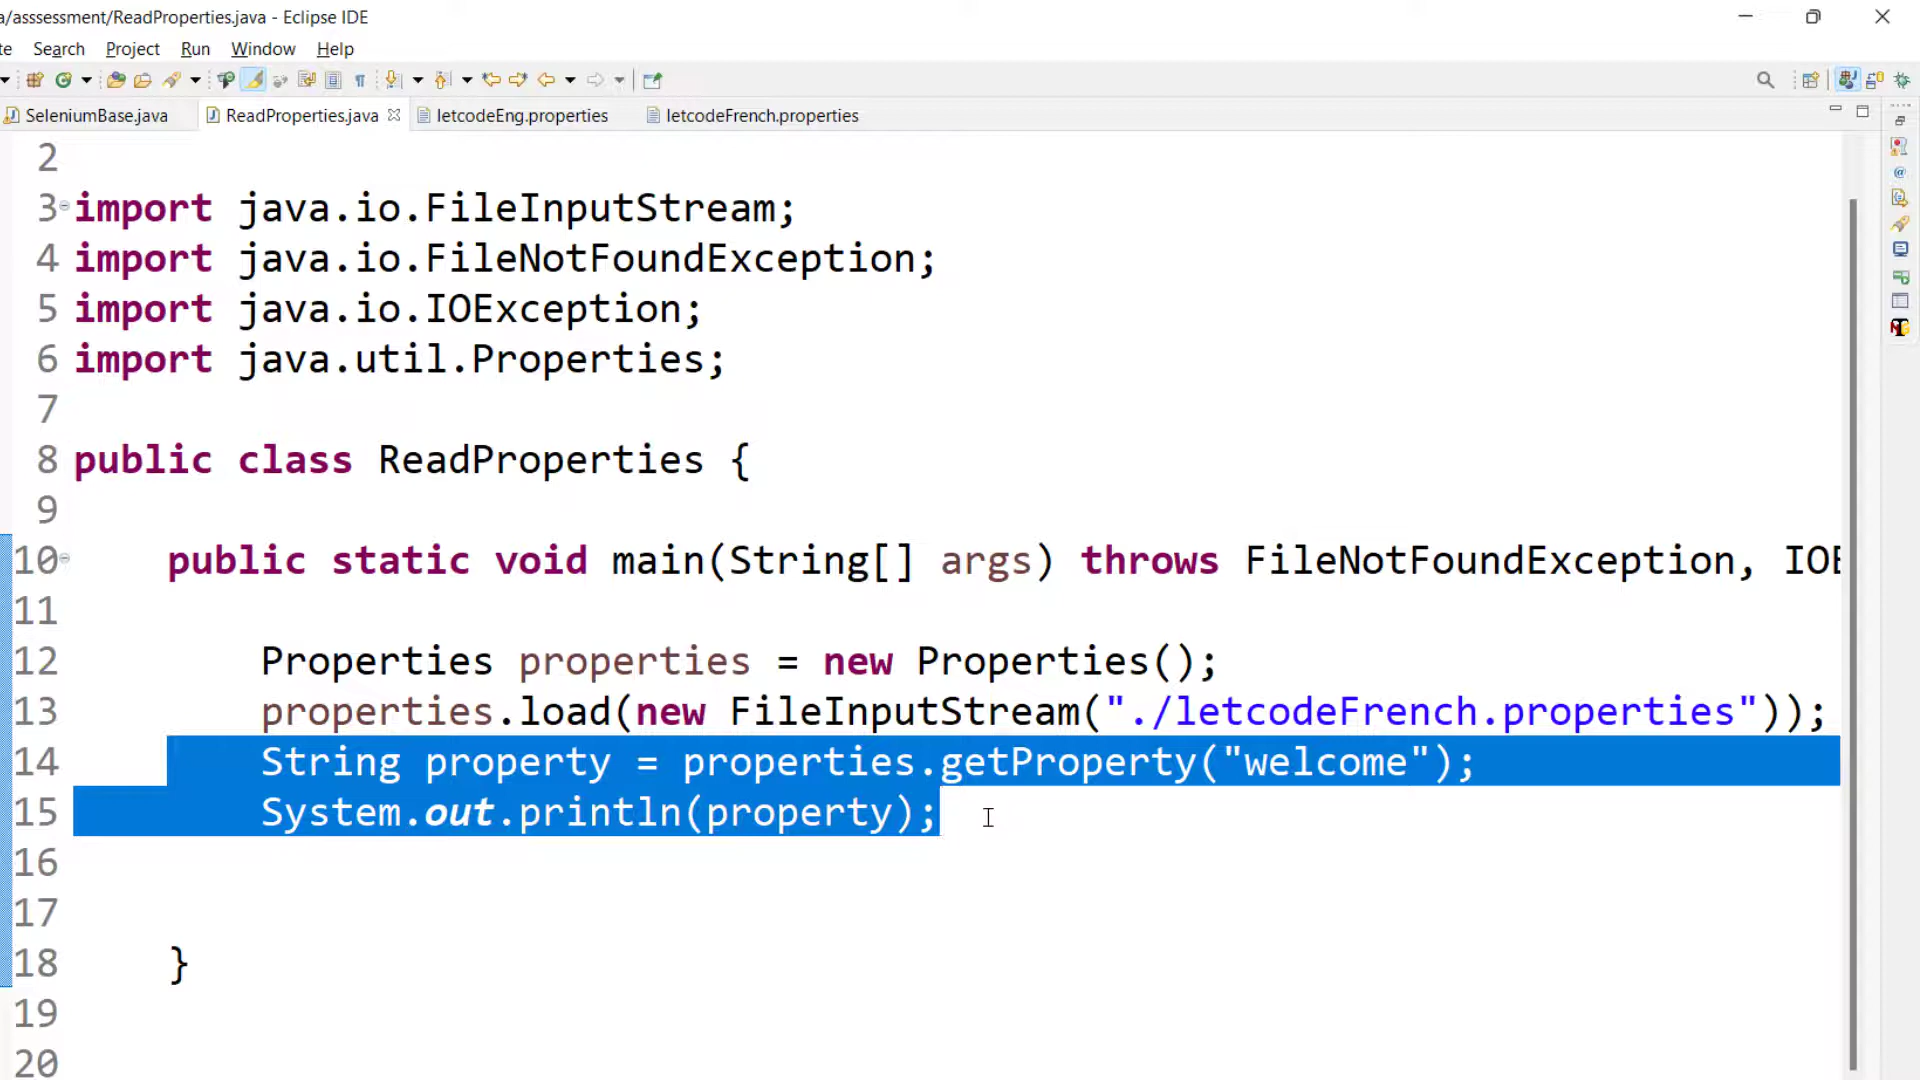 a/asssessment/ReadProperties.java - Eclipse IDE
te Search Project Run Window Help
SeleniumBase.java ReadProperties.java letcodeEng.properties letcodeFrench.properties
2
3 import java.io.FileInputStream;
4 import java.io.FileNotFoundException;
5 import java.io.IOException;
6 import java.util.Properties;
7
8 public class ReadProperties {
9
10 public static void main(String[] args) throws FileNotFoundException, IOE
11
12 Properties properties = new Properties();
13 properties.load(new FileInputStream("./letcodeFrench.properties"));
14 String property = properties.getProperty("welcome");
15 System.out.println(property);
16
17
18 }
19
20